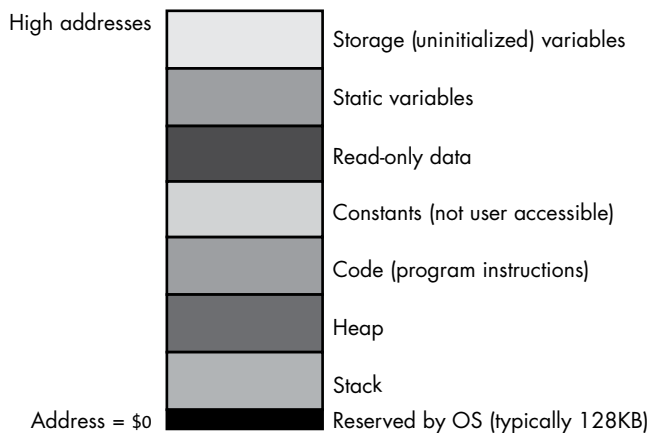 High addresses
Storage (uninitialized) variables
Static variables
Read-only data
Constants (not user accessible)
Code (program instructions)
Heap
Stack
Address = $0
Reserved by OS (typically 128KB)